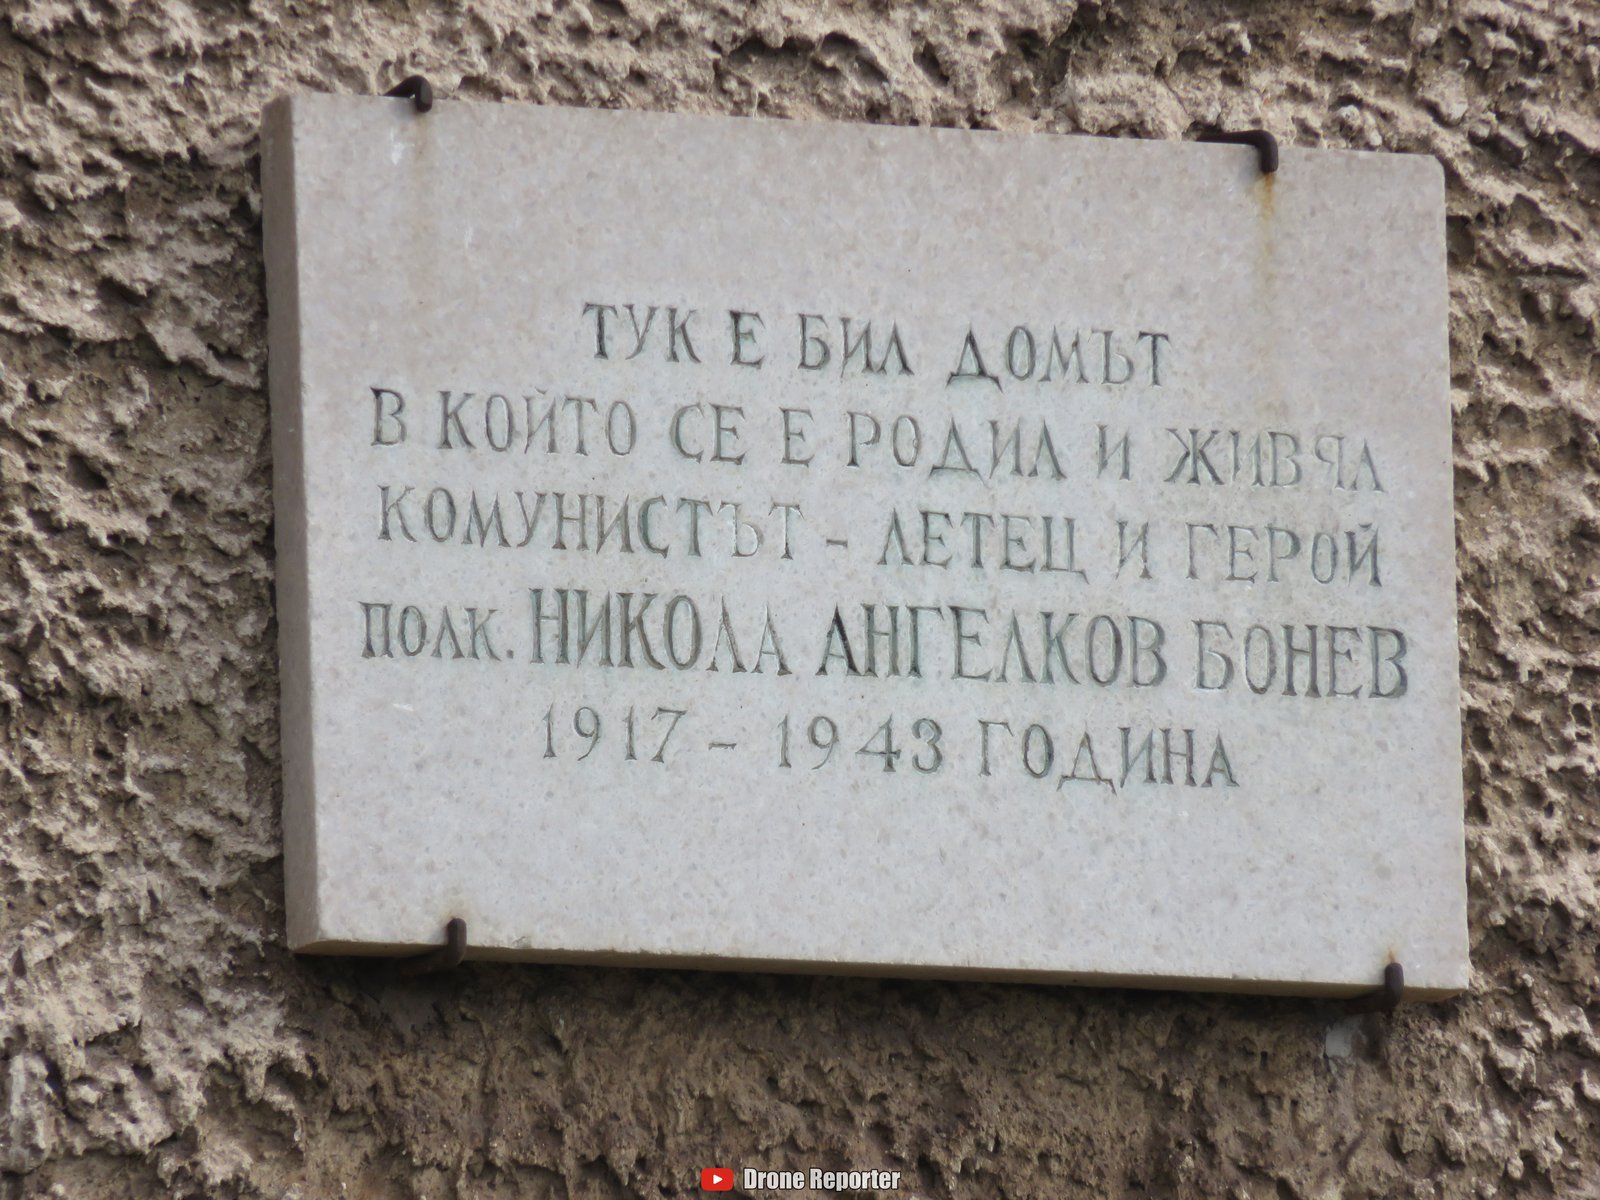 ТУК Е БИЛ ДОМЪТ
В КОЙТО СЕ Е РОДИЛ И ЖИВЯЛ
КОМУНИСТЪТ - ЛЕТЕЦ И ГЕРОЙ
ПОЛК. НИКОЛА АНГЕЛКОВ БОНЕВ
1917 - 1943 ГОДИНА
Drone Reporter